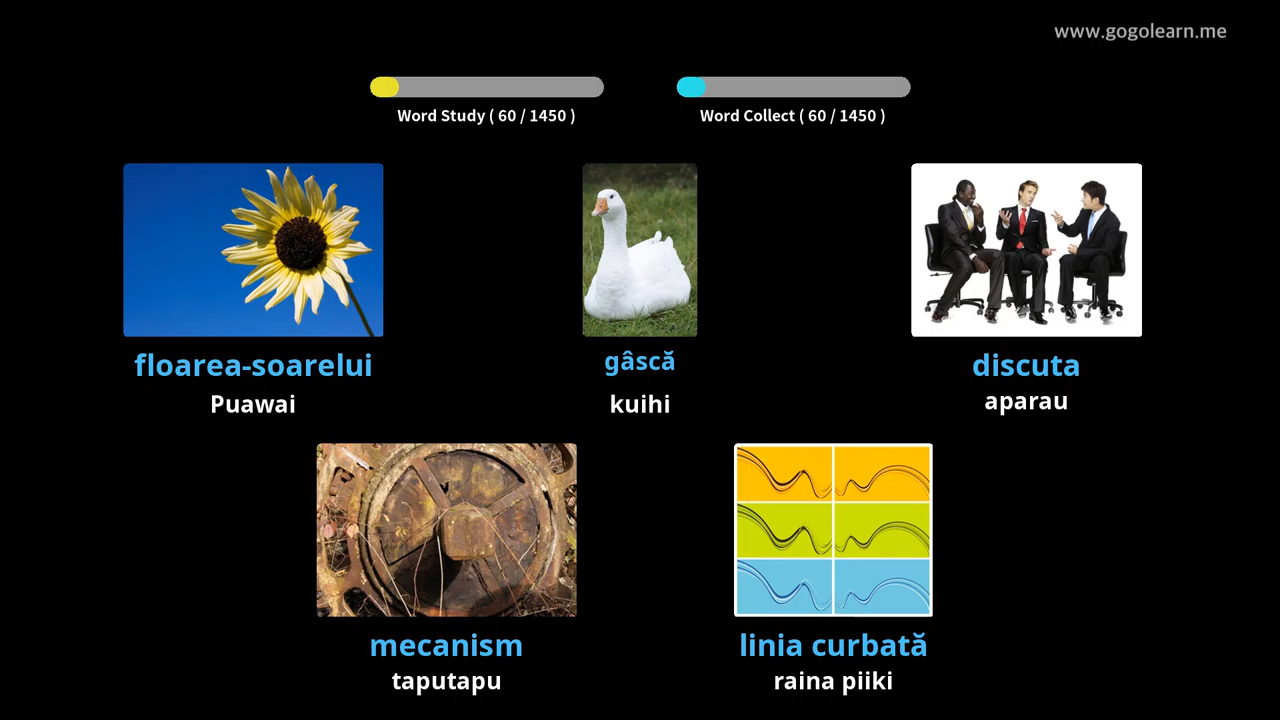 www.gogolearn.me
Word Study ( 60 / 1450 )
Word Collect ( 60 / 1450 )
floarea-soarelui
Puawai
gâscă
kuihi
discuta
aparau
mecanism
taputapu
linia curbată
raina piiki